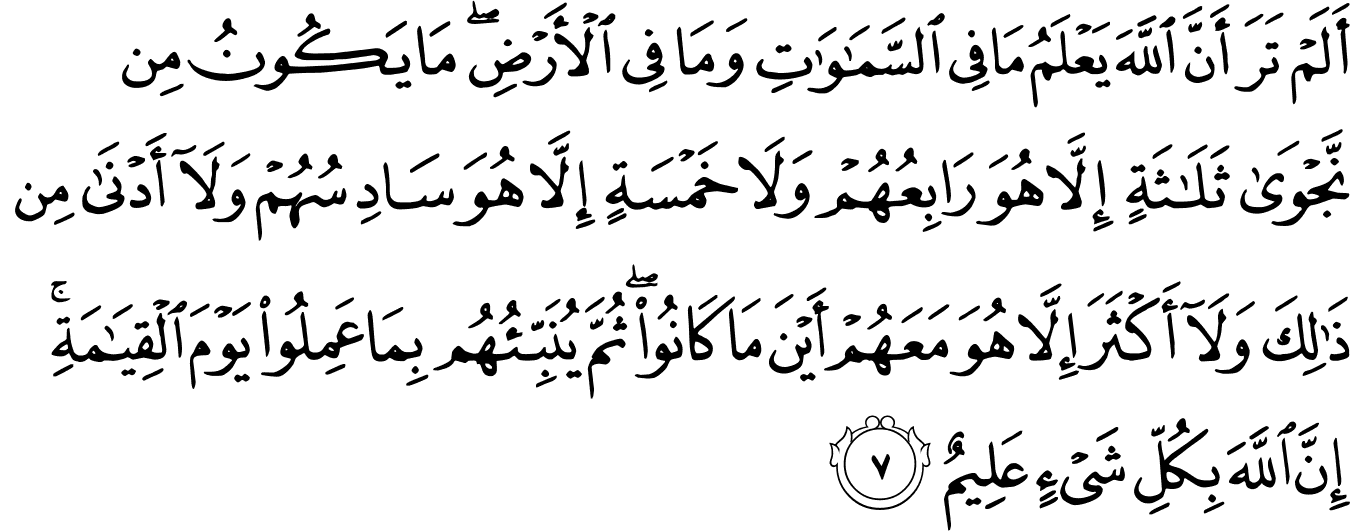 أَلَمْ تَرَ أَنَّ ٱللَّهَ يَعْلَمُ مَا فِى ٱلسَّمَـٰوَٰتِ وَمَا فِى ٱلْأَرْضِ ۖ مَا يَكُونُ مِن
نَّجْوَىٰ ثَلَـٰثَةٍ إِلَّا هُوَ رَابِعُهُمْ وَلَا خَمْسَةٍ إِلَّا هُوَ سَادِسُهُمْ وَلَآ أَدْنَىٰ مِن
ذَٰلِكَ وَلَآ أَكْثَرَ إِلَّا هُوَ مَعَهُمْ أَيْنَ مَا كَانُوا۟ ۖ ثُمَّ يُنَبِّئُهُم بِمَا عَمِلُوا۟ يَوْمَ ٱلْقِيَـٰمَةِ ۚ
إِنَّ ٱللَّهَ بِكُلِّ شَىْءٍ عَلِيمٌ ٧